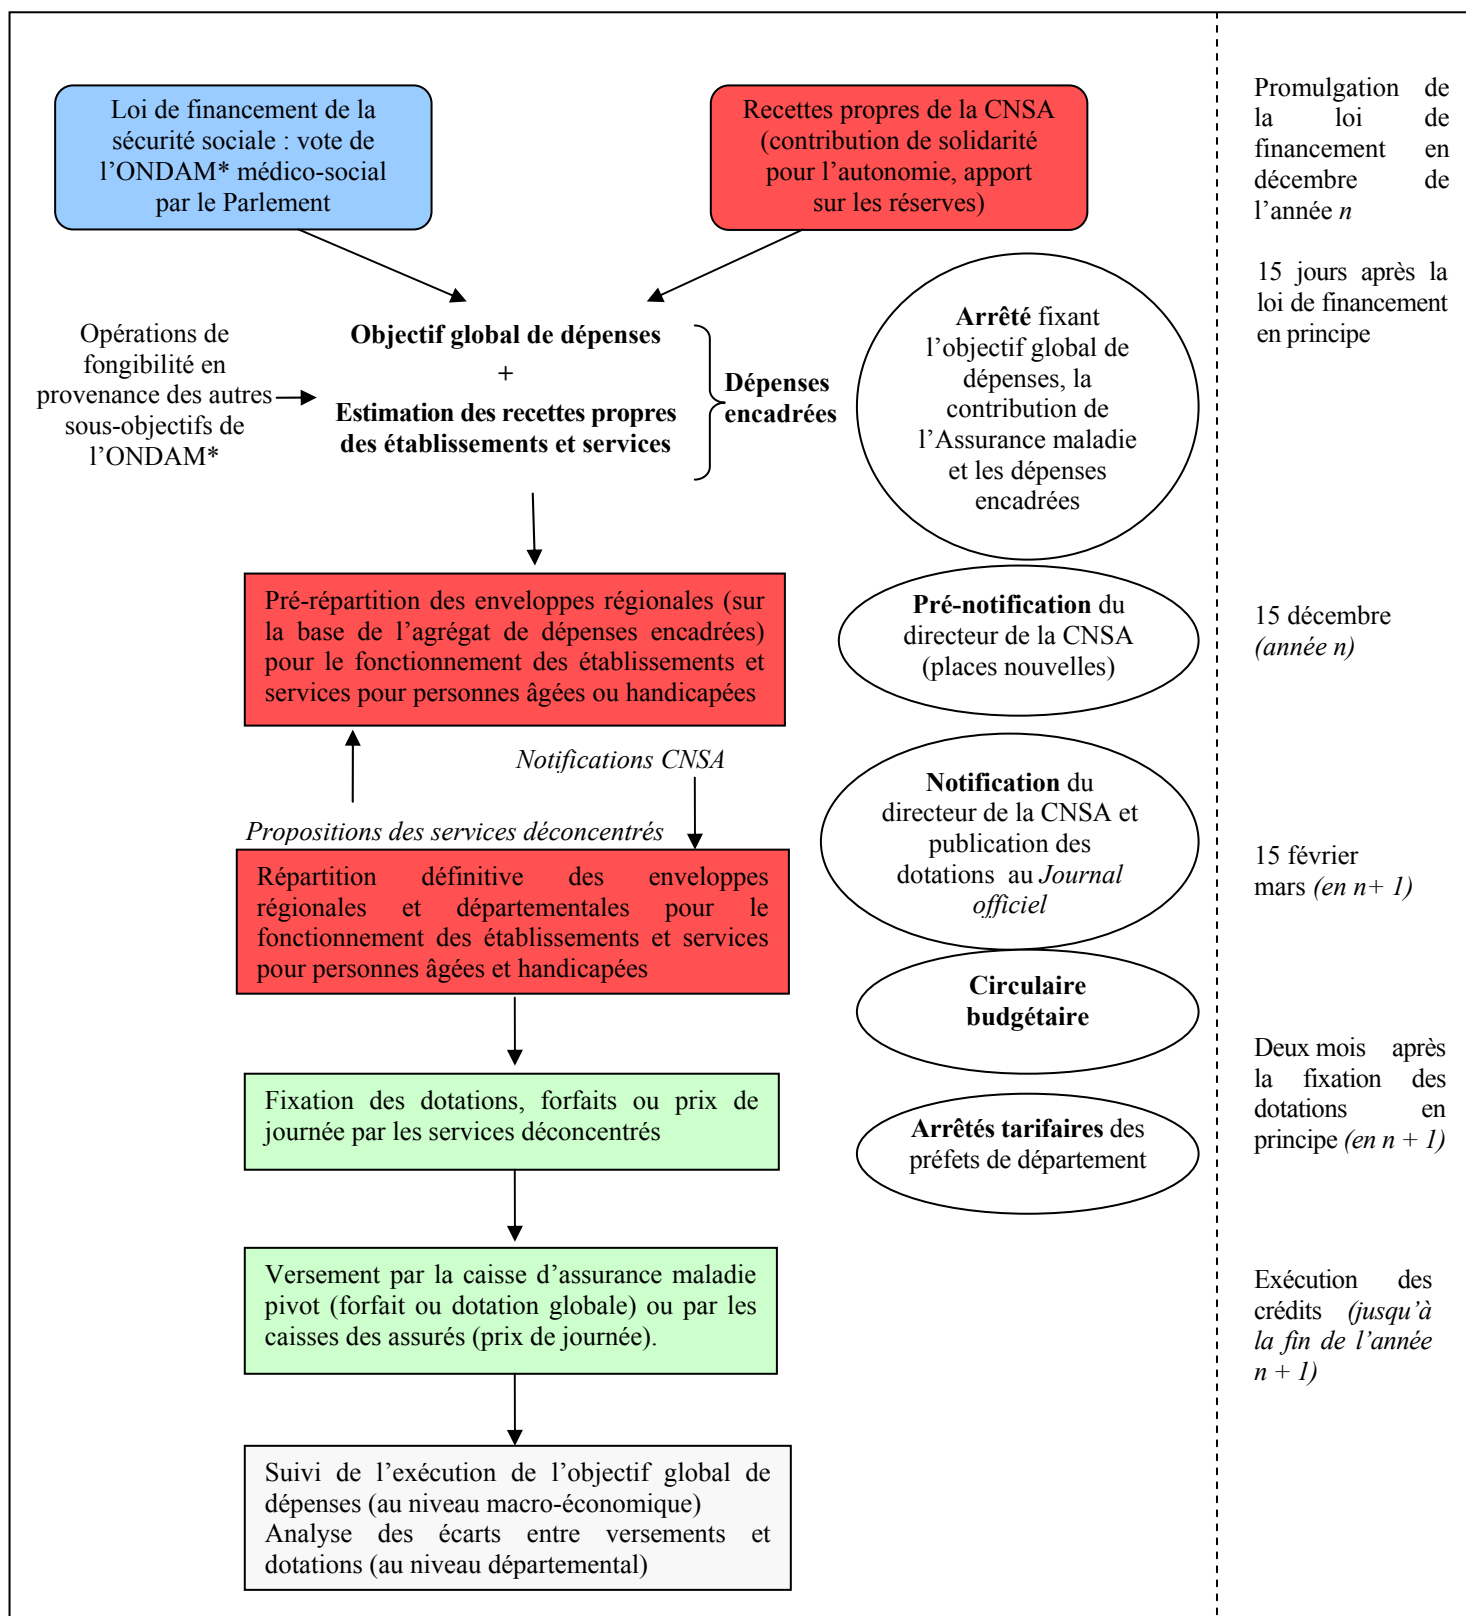 Loi de financement de la
sécurité sociale : vote de
l’ONDAM* médico-social
par le Parlement
Recettes propres de la CNSA
(contribution de solidarité
pour l’autonomie, apport
sur les réserves)
Promulgation de
la loi de
financement en
décembre de
l’année n
15 jours après la
loi de financement
en principe
Opérations de
fongibilité en
provenance des autres
sous-objectifs de
l’ONDAM*
Objectif global de dépenses
+
Estimation des recettes propres
des établissements et services
Dépenses
encadrées
Arrêté fixant
l’objectif global de
dépenses, la
contribution de
l’Assurance maladie
et les dépenses
encadrées
Pré-répartition des enveloppes régionales (sur
la base de l’agrégat de dépenses encadrées)
pour le fonctionnement des établissements et
services pour personnes âgées ou handicapées
Pré-notification du
directeur de la CNSA
(places nouvelles)
15 décembre
(année n)
Notifications CNSA
Propositions des services déconcentrés
Notification du
directeur de la CNSA et
publication des
dotations au Journal
officiel
15 février
mars (en n+ 1)
Répartition définitive des enveloppes
régionales et départementales pour le
fonctionnement des établissements et services
pour personnes âgées et handicapées
Circulaire
budgétaire
Deux mois après
la fixation des
dotations en
principe (en n + 1)
Fixation des dotations, forfaits ou prix de
journée par les services déconcentrés
Arrêtés tarifaires des
préfets de département
Versement par la caisse d’assurance maladie
pivot (forfait ou dotation globale) ou par les
caisses des assurés (prix de journée).
Exécution des
crédits (jusqu’à
la fin de l’année
n + 1)
Suivi de l’exécution de l’objectif global de
dépenses (au niveau macro-économique)
Analyse des écarts entre versements et
dotations (au niveau départemental)